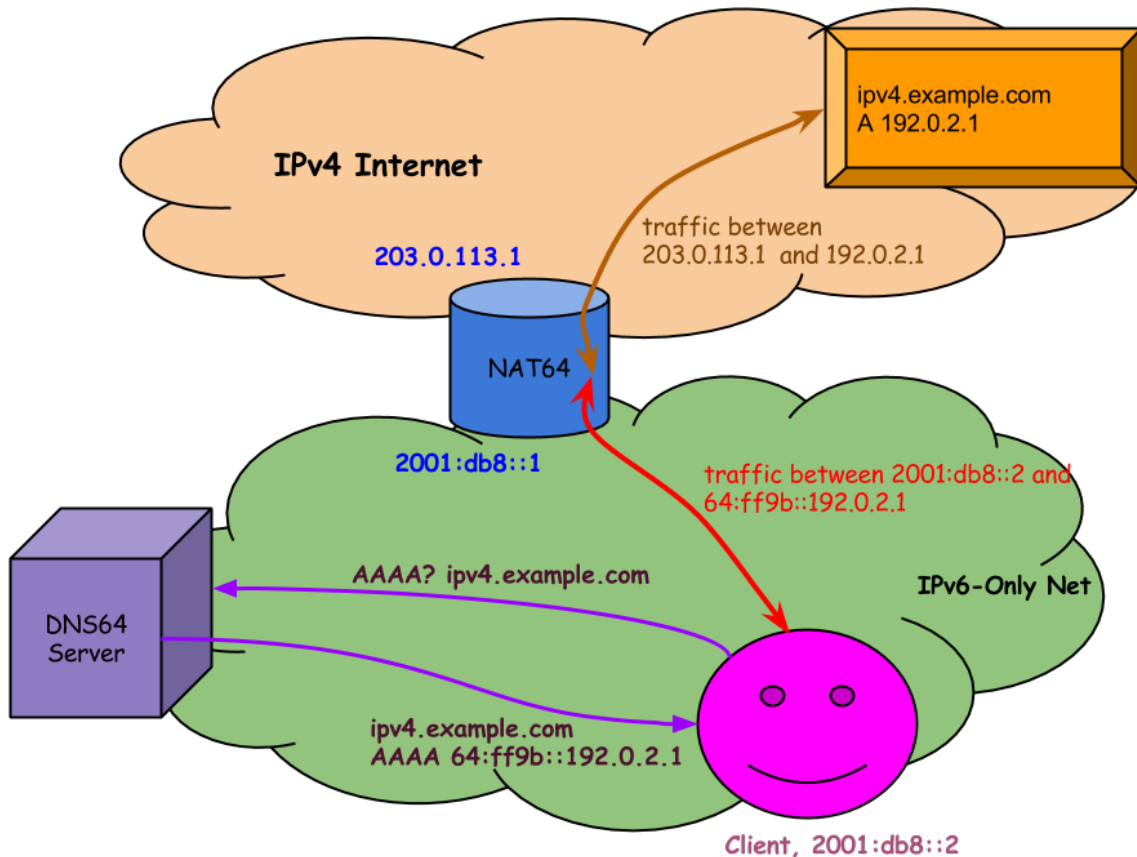 ipv4.example.com
A 192.0.2.1
IPv4 Internet
traffic between
203.0.113.1 and 192.0.2.1
203.0.113.1
NAT64
2001:db8::1
traffic between 2001:db8::2 and
64:ff9b::192.0.2.1
AAAA? ipv4.example.com
IPv6-Only Net
DNS64
Server
ipv4.example.com
AAAA 64:ff9b::192.0.2.1
Client, 2001:db8::2